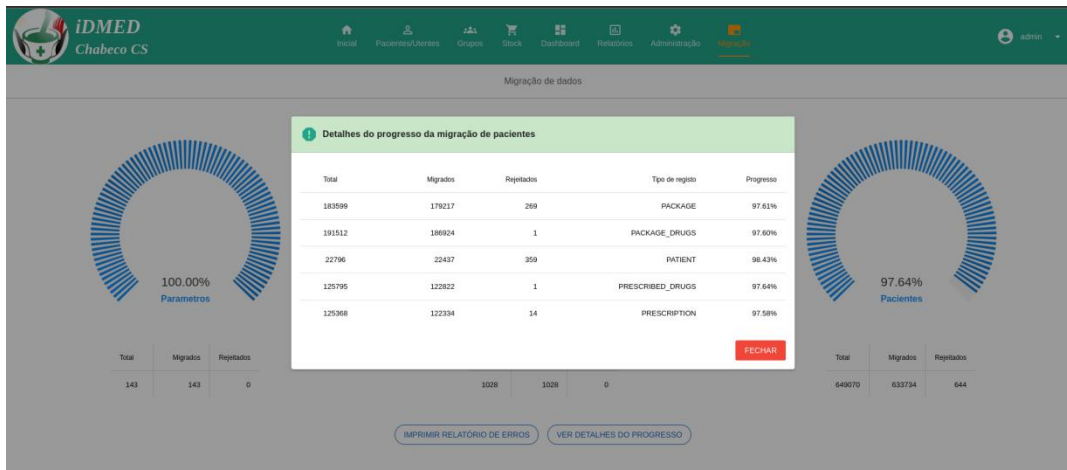 iDMED
Chabeco CS
Inicial Pacientes/Utentes Grupos Stock Dashboard Relatórios Administração Migração
admin
Migração de dados
Detalhes do progresso da migração de pacientes
Total Migrados Rejeitados Tipo de registo Progresso
183599 179217 269 PACKAGE 97.61%
191512 186924 1 PACKAGE_DRUGS 97.60%
22796 22437 359 PATIENT 98.43%
125795 122822 1 PRESCRIBED_DRUGS 97.64%
125368 122334 14 PRESCRIPTION 97.58%
FECHAR
100.00%
Parametros
97.64%
Pacientes
Total Migrados Rejeitados
143 143 0
1028 1028 0
Total Migrados Rejeitados
649070 633734 644
IMPRIMIR RELATÓRIO DE ERROS VER DETALHES DO PROGRESSO